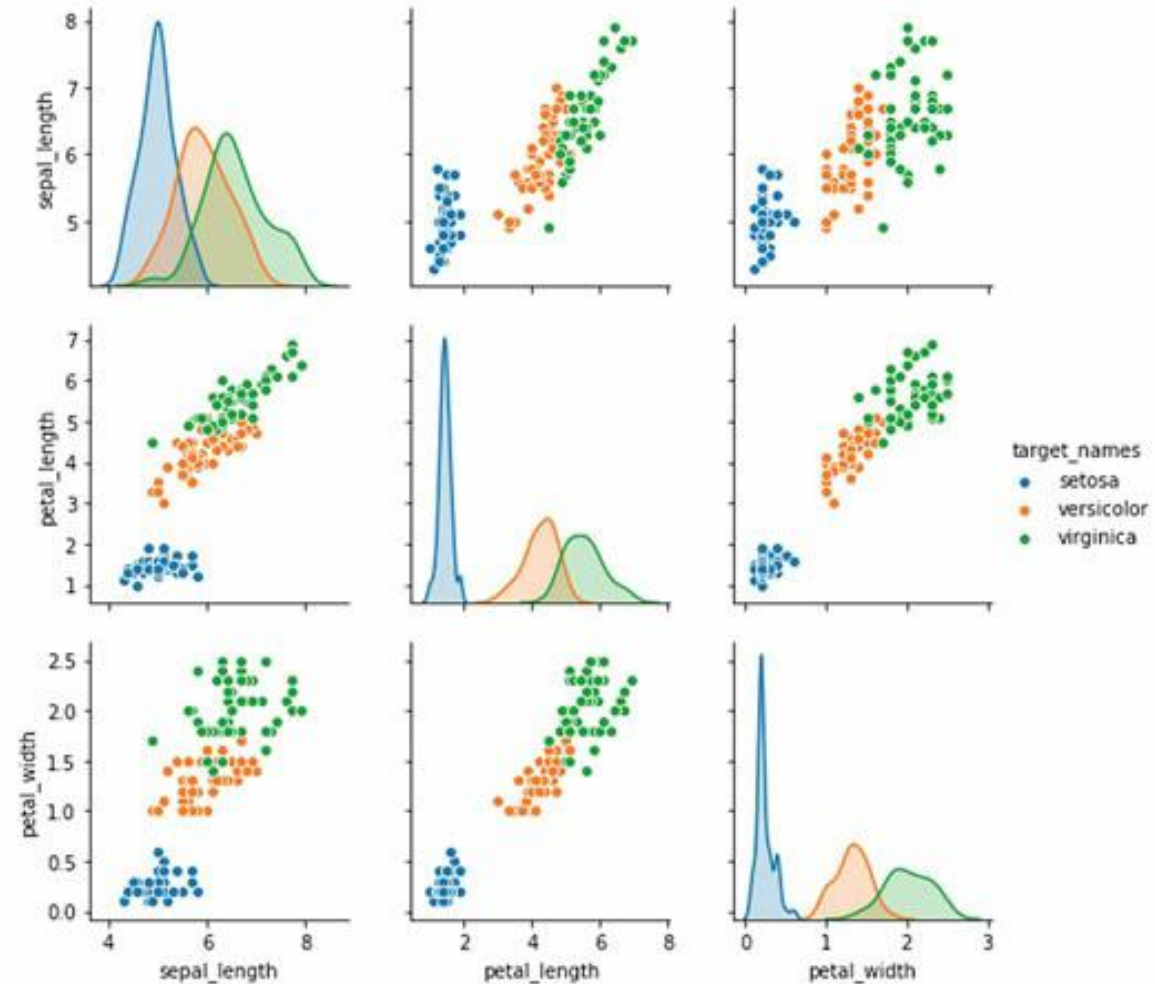 8
7
6
5
sepal_length
7
6
5
4
3
2
1
petal_length
target_names
setosa
versicolor
virginica
2.5
2.0
1.5
1.0
0.5
0.0
petal_width
4 6 8
sepal_length
2 4 6 8
petal_length
0 1 2 3
petal_width